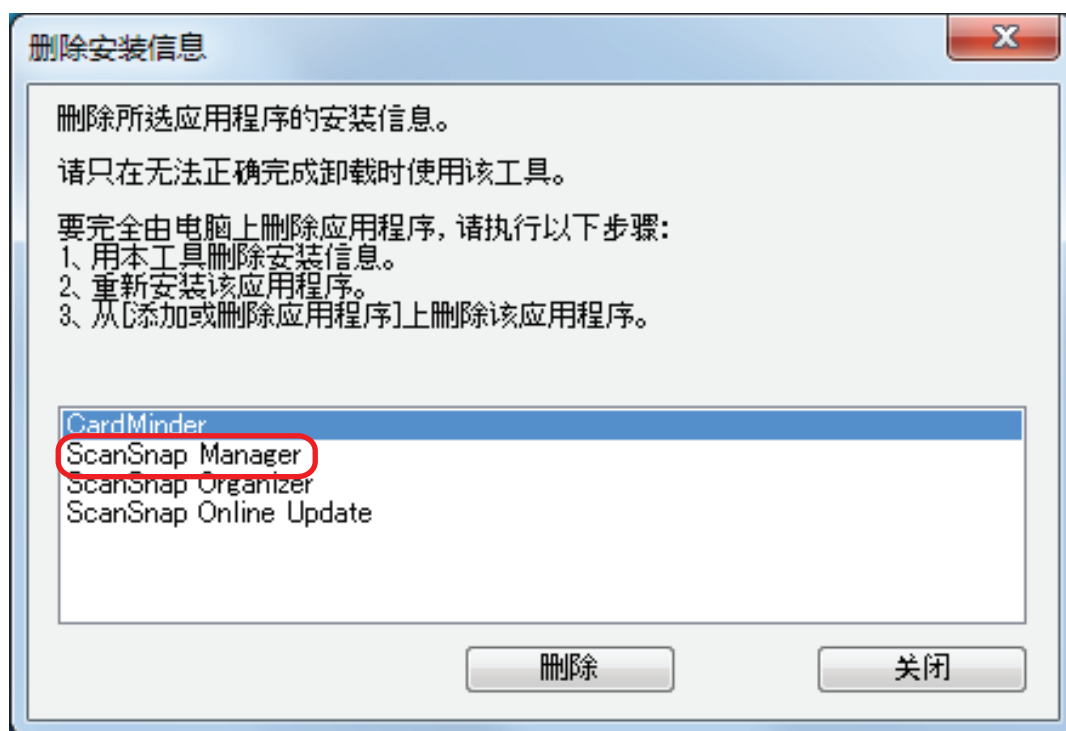 删除安装信息
删除所选应用程序的安装信息。
请只在无法正确完成卸载时使用该工具。
要完全由电脑上删除应用程序, 请执行以下步骤:
1、用本工具删除安装信息。
2、重新安装该应用程序。
3、从[添加或删除应用程序]上删除该应用程序。
CardMinder
ScanSnap Manager
ScanSnap Organizer
ScanSnap Online Update
删除
关闭